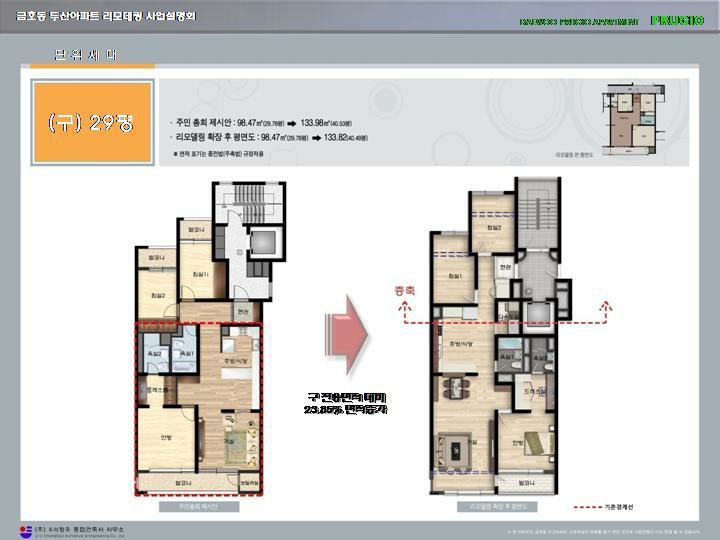 금호동 두산아파트 리모델링 사업설명회
DAEWOO PRUGIO APARTMENT PRUGIO
단 위 세 대
(구) 29평
· 주민 총회 제시안 : 98.47㎡(29.78평) ➡ 133.98㎡(40.53평)
· 리모델링 확장 후 평면도 : 98.47㎡(29.78평) ➡ 133.82(40.48평)
※ 면적 표기는 종전법(주촉법) 규정적용
리모델링 전 평면도
발코니
발코니
침실1
침실2
현관
욕실2
욕실1
주방/식당
드레스룸
안방
거실
발코니
주민총회 제시안
구 전용면적 대비
23.85% 면적증가
침실2
침실1
현관
증축
다용도실
주방/식당
욕실1
욕실2
드레스룸
거실
안방
발코니
리모델링 확장 후 평면도
기존경계선
(주) 우리창우 종합건축사 사무소